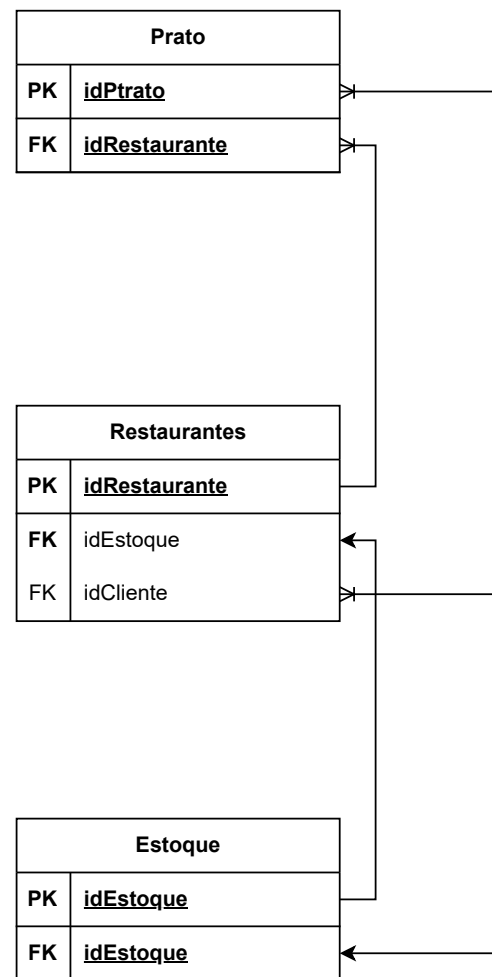 Prato
PK idPtrato
FK idRestaurante
Restaurantes
PK idRestaurante
FK idEstoque
FK idCliente
Estoque
PK idEstoque
FK idEstoque